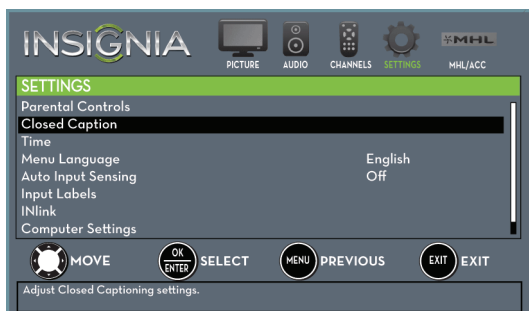 INSIGNIA
PICTURE AUDIO CHANNELS SETTINGS MHL MHL/ACC
SETTINGS
Parental Controls
Closed Caption
Time
Menu Language English
Auto Input Sensing Off
Input Labels
INlink
Computer Settings
MOVE OK ENTER SELECT MENU PREVIOUS EXIT EXIT
Adjust Closed Captioning settings.